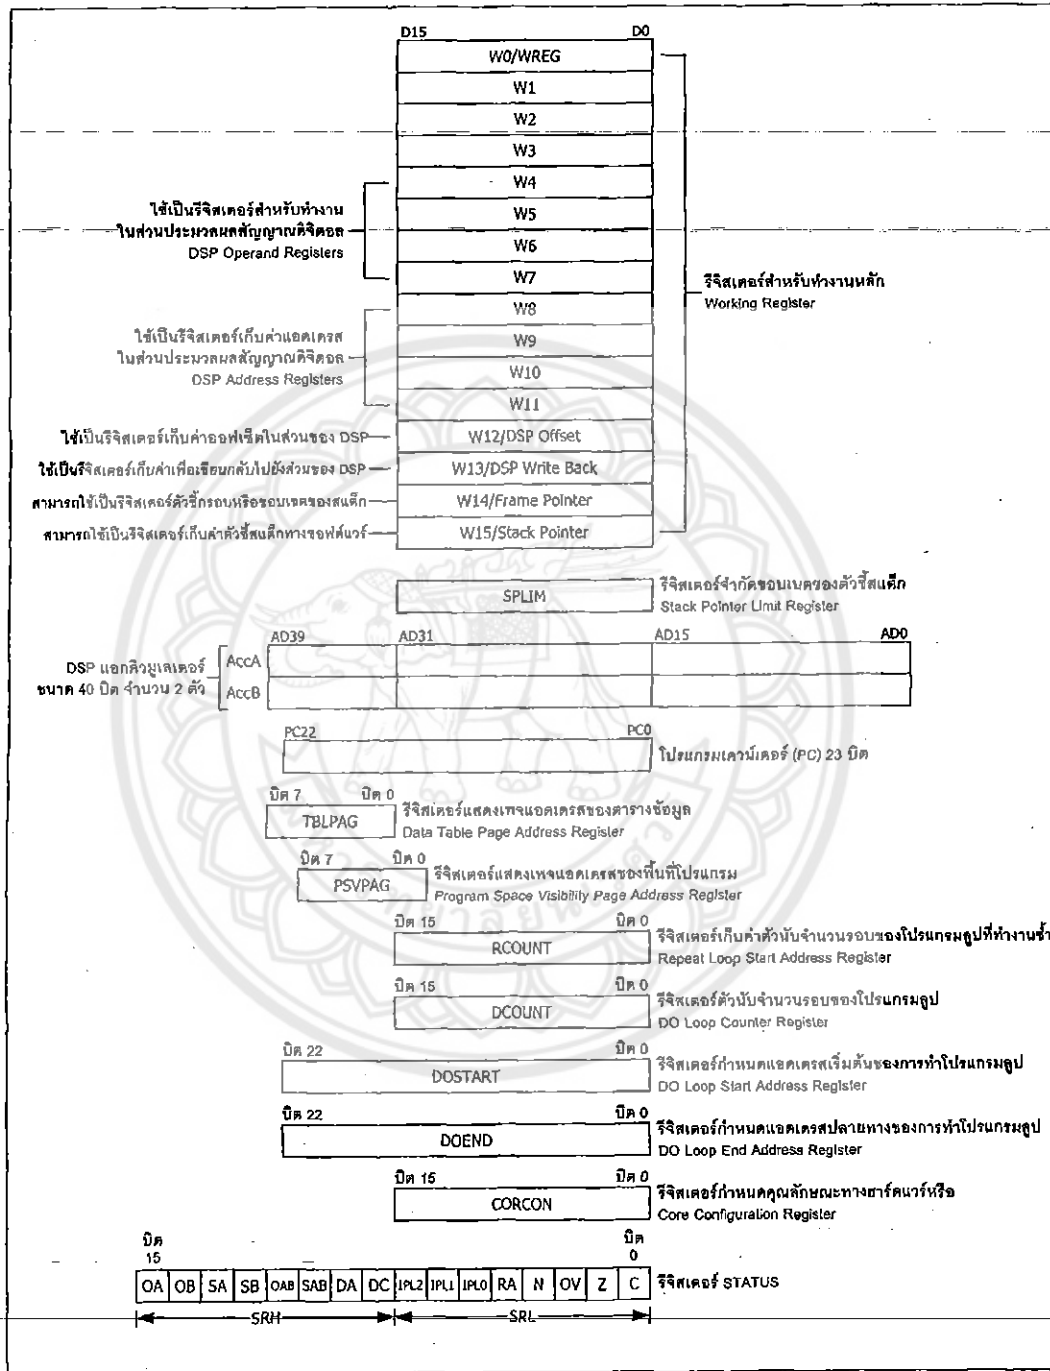 D15 D0
W0/WREG
W1
W2
W3
W4
W5
W6
W7
W8
W9
W10
W11
W12/DSP Offset
W13/DSP Write Back
W14/Frame Pointer
W15/Stack Pointer
ใช้เป็นรีจิสเตอร์สำหรับทำงาน
ในส่วนประมวลผลสัญญาณดิจิตอล
DSP Operand Registers
ใช้เป็นรีจิสเตอร์เก็บค่าแอดเดรส
ในส่วนประมวลผลสัญญาณดิจิตอล
DSP Address Registers
ใช้เป็นรีจิสเตอร์เก็บค่าออฟเซ็ตในส่วนของ DSP
ใช้เป็นรีจิสเตอร์เก็บค่าเพื่อเขียนกลับไปยังส่วนของ DSP
สามารถใช้เป็นรีจิสเตอร์ตัวชี้กรอบหรือขอบเขตของสแต็ก
สามารถใช้เป็นรีจิสเตอร์เก็บค่าตัวชี้สแต็กทางซอฟต์แวร์
รีจิสเตอร์สำหรับทำงานหลัก
Working Register
SPLIM
รีจิสเตอร์จำกัดขอบเขตของตัวชี้สแต็ก
Stack Pointer Limit Register
AD39 AD31 AD15 AD0
DSP แอกคิวมูเลเตอร์
ขนาด 40 บิต จำนวน 2 ตัว
AccA
AccB
PC22 PC0
โปรแกรมเคาน์เตอร์ (PC) 23 บิต
บิต 7 บิต 0
TBLPAG
รีจิสเตอร์แสดงเพจแอดเดรสของตารางข้อมูล
Data Table Page Address Register
บิต 7 บิต 0
PSVPAG
รีจิสเตอร์แสดงเพจแอดเดรสของพื้นที่โปรแกรม
Program Space Visibility Page Address Register
บิต 15 บิต 0
RCOUNT
รีจิสเตอร์เก็บค่าตัวนับจำนวนรอบของโปรแกรมลูปที่ทำงานซ้ำ
Repeat Loop Start Address Register
บิต 15 บิต 0
DCOUNT
รีจิสเตอร์ตัวนับจำนวนรอบของโปรแกรมลูป
DO Loop Counter Register
บิต 22 บิต 0
DOSTART
รีจิสเตอร์กำหนดแอดเดรสเริ่มต้นของการทำโปรแกรมลูป
DO Loop Start Address Register
บิต 22 บิต 0
DOEND
รีจิสเตอร์กำหนดแอดเดรสปลายทางของการทำโปรแกรมลูป
DO Loop End Address Register
บิต 15 บิต 0
CORCON
รีจิสเตอร์กำหนดคุณลักษณะทางฮาร์ดแวร์หรือ
Core Configuration Register
บิต 15 บิต 0
OA OB SA SB OAB SAB DA DC IPL2 IPL1 IPL0 RA N OV Z C
รีจิสเตอร์ STATUS
SRH SRL